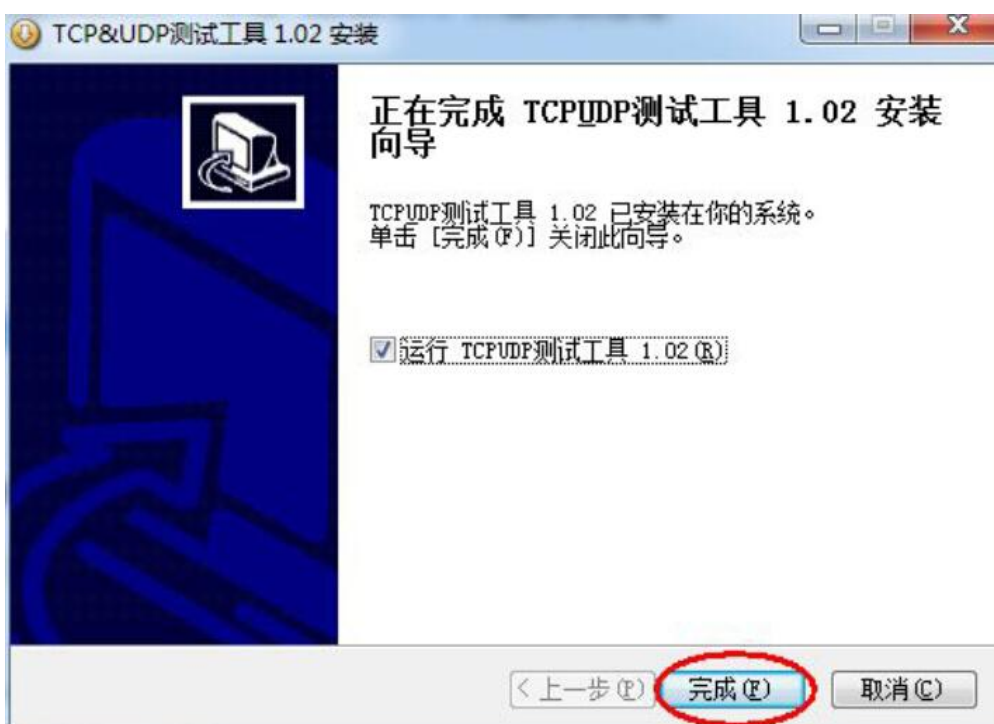 TCP&UDP测试工具 1.02 安装
正在完成 TCPUDP测试工具 1.02 安装
向导
TCPUDP测试工具 1.02 已安装在你的系统。
单击 [完成(F)] 关闭此向导。
运行 TCPUDP测试工具 1.02(R)
< 上一步(P) 完成(F) 取消(C)